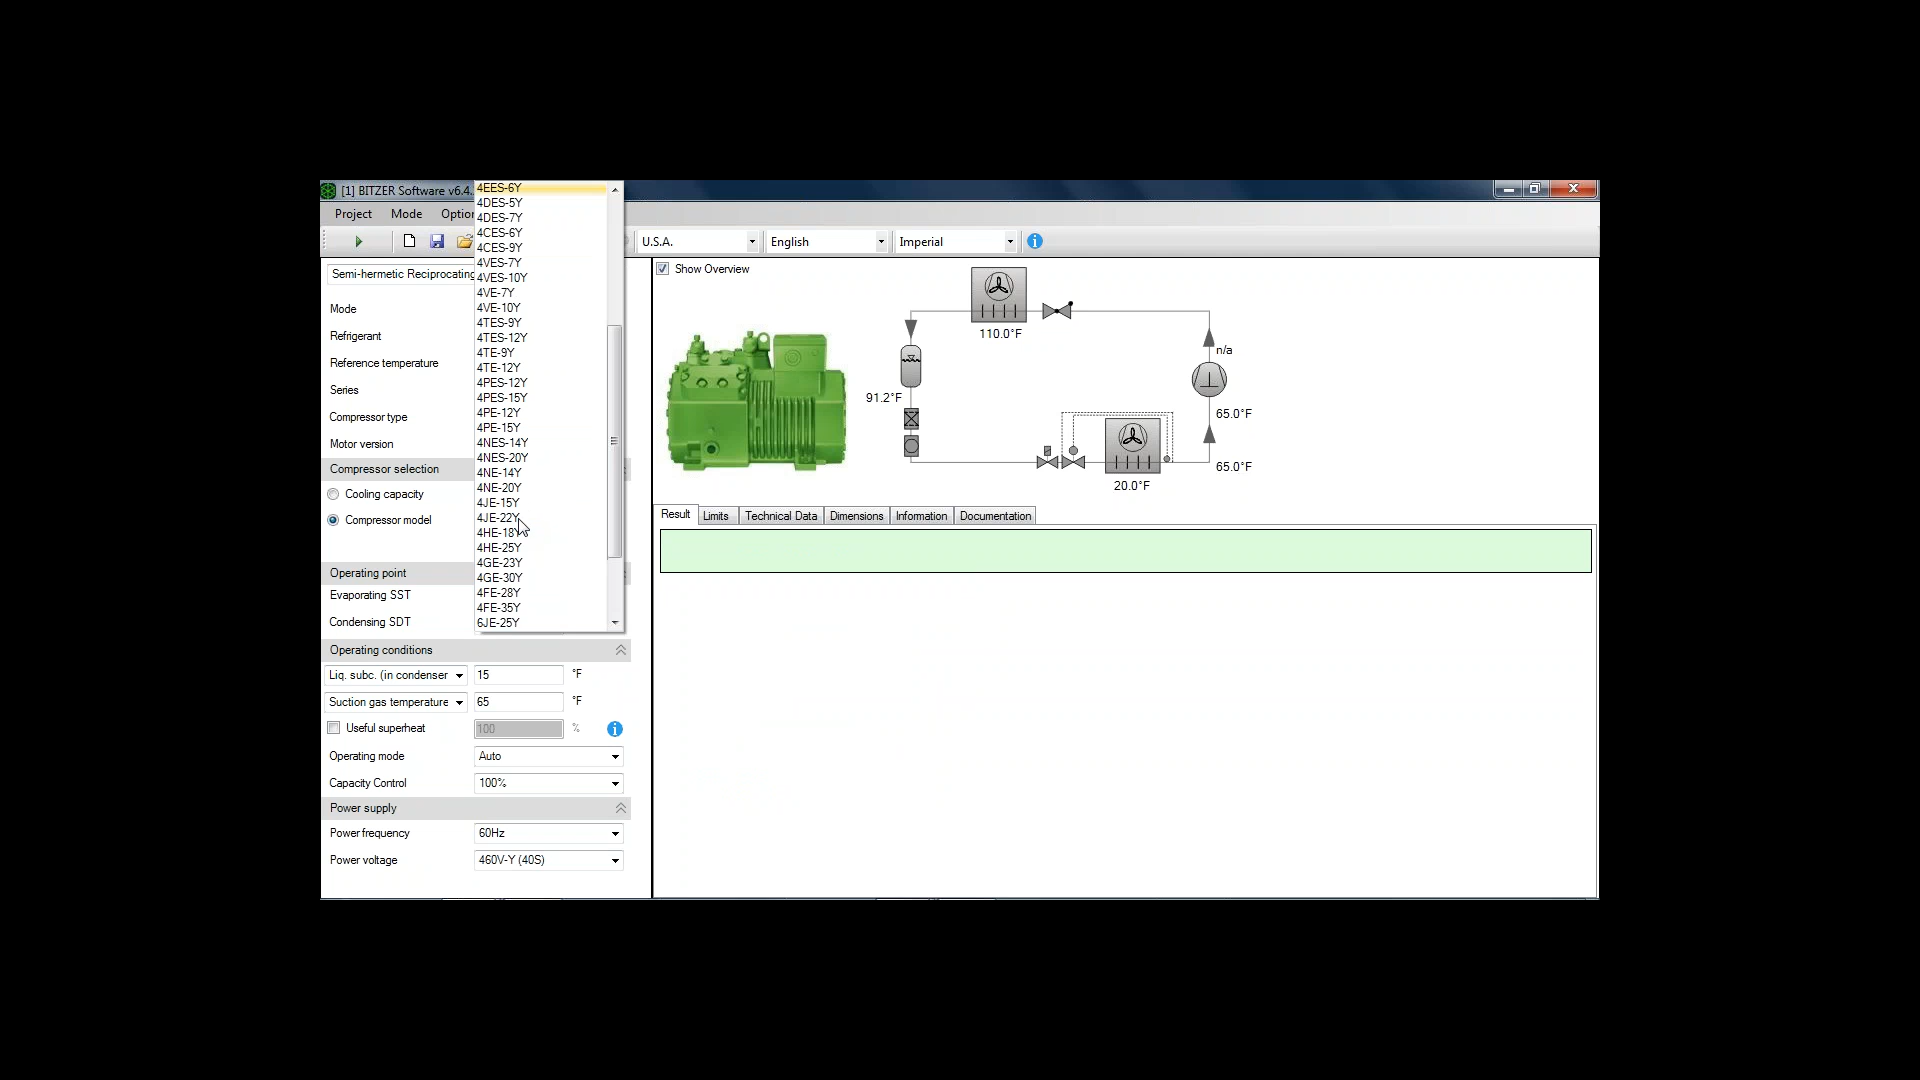 [1] BITZER Software v6.4.
Project Mode Option
U.S.A. English Imperial
Semi-hermetic Reciprocating
Mode
Refrigerant
Reference temperature
Series
Compressor type
Motor version
Compressor selection
Cooling capacity
Compressor model
Operating point
Evaporating SST
Condensing SDT
4EES-6Y
4DES-5Y
4DES-7Y
4CES-6Y
4CES-9Y
4VES-7Y
4VES-10Y
4VE-7Y
4VE-10Y
4TES-9Y
4TES-12Y
4TE-9Y
4TE-12Y
4PES-12Y
4PES-15Y
4PE-12Y
4PE-15Y
4NES-14Y
4NES-20Y
4NE-14Y
4NE-20Y
4JE-15Y
4JE-22Y
4HE-18Y
4HE-25Y
4GE-23Y
4GE-30Y
4FE-28Y
4FE-35Y
6JE-25Y
Operating conditions
Liq. subc. (in condenser 15 °F
Suction gas temperature 65 °F
Useful superheat 100 %
Operating mode Auto
Capacity Control 100%
Power supply
Power frequency 60Hz
Power voltage 460V-Y (40S)
Show Overview
110.0°F
n/a
91.2°F
65.0°F
65.0°F
20.0°F
Result Limits Technical Data Dimensions Information Documentation